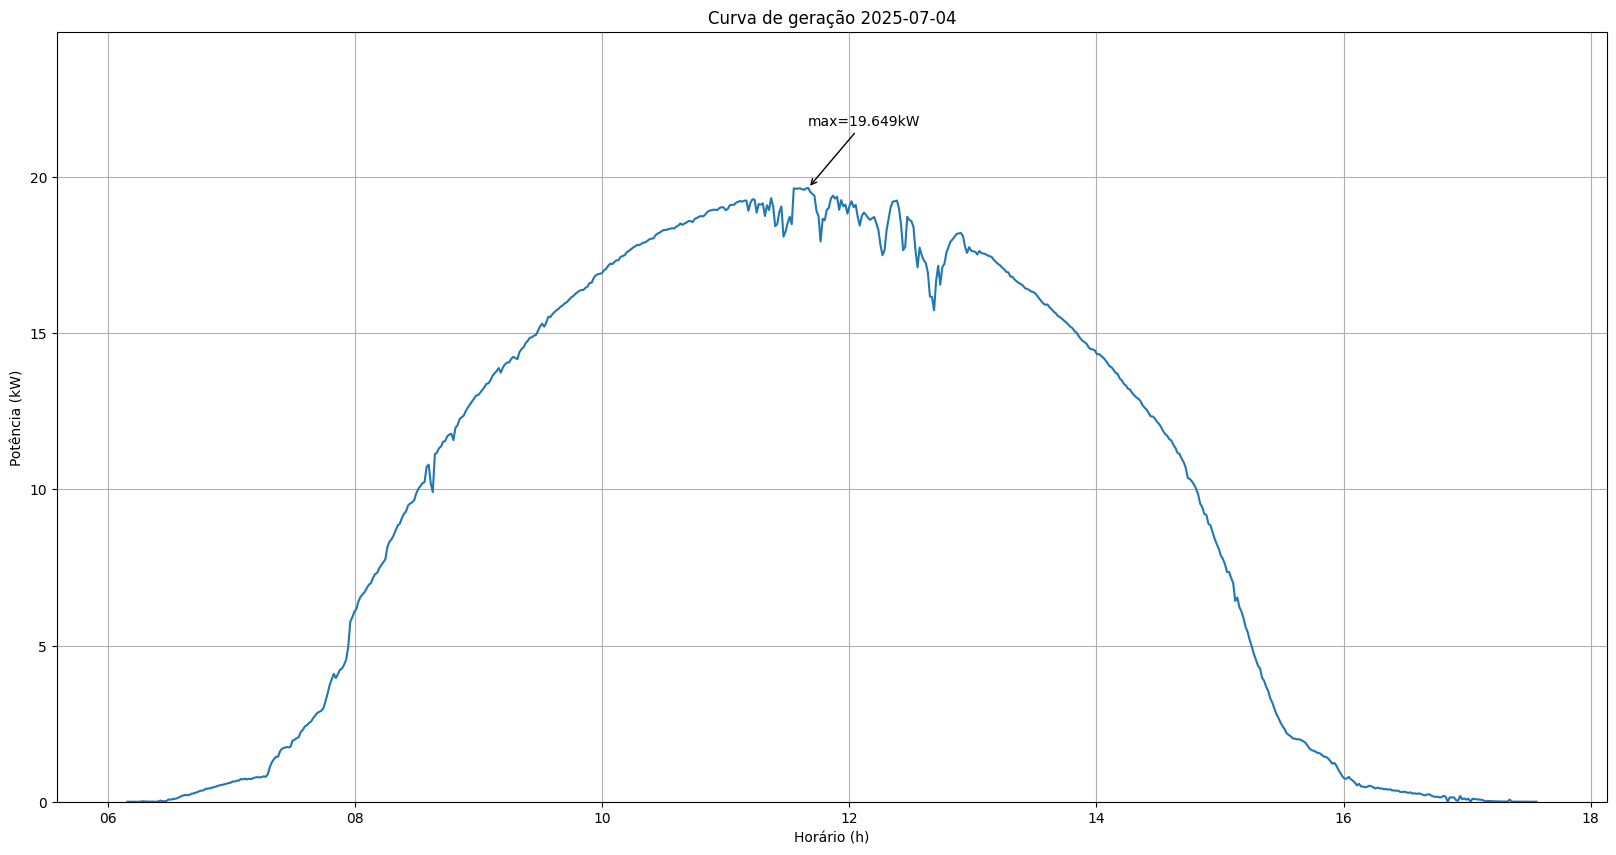 Curva de geração 2025-07-04
max=19.649kW
20
15
10
5
0
Potência (kW)
06 08 10 12 14 16 18
Horário (h)